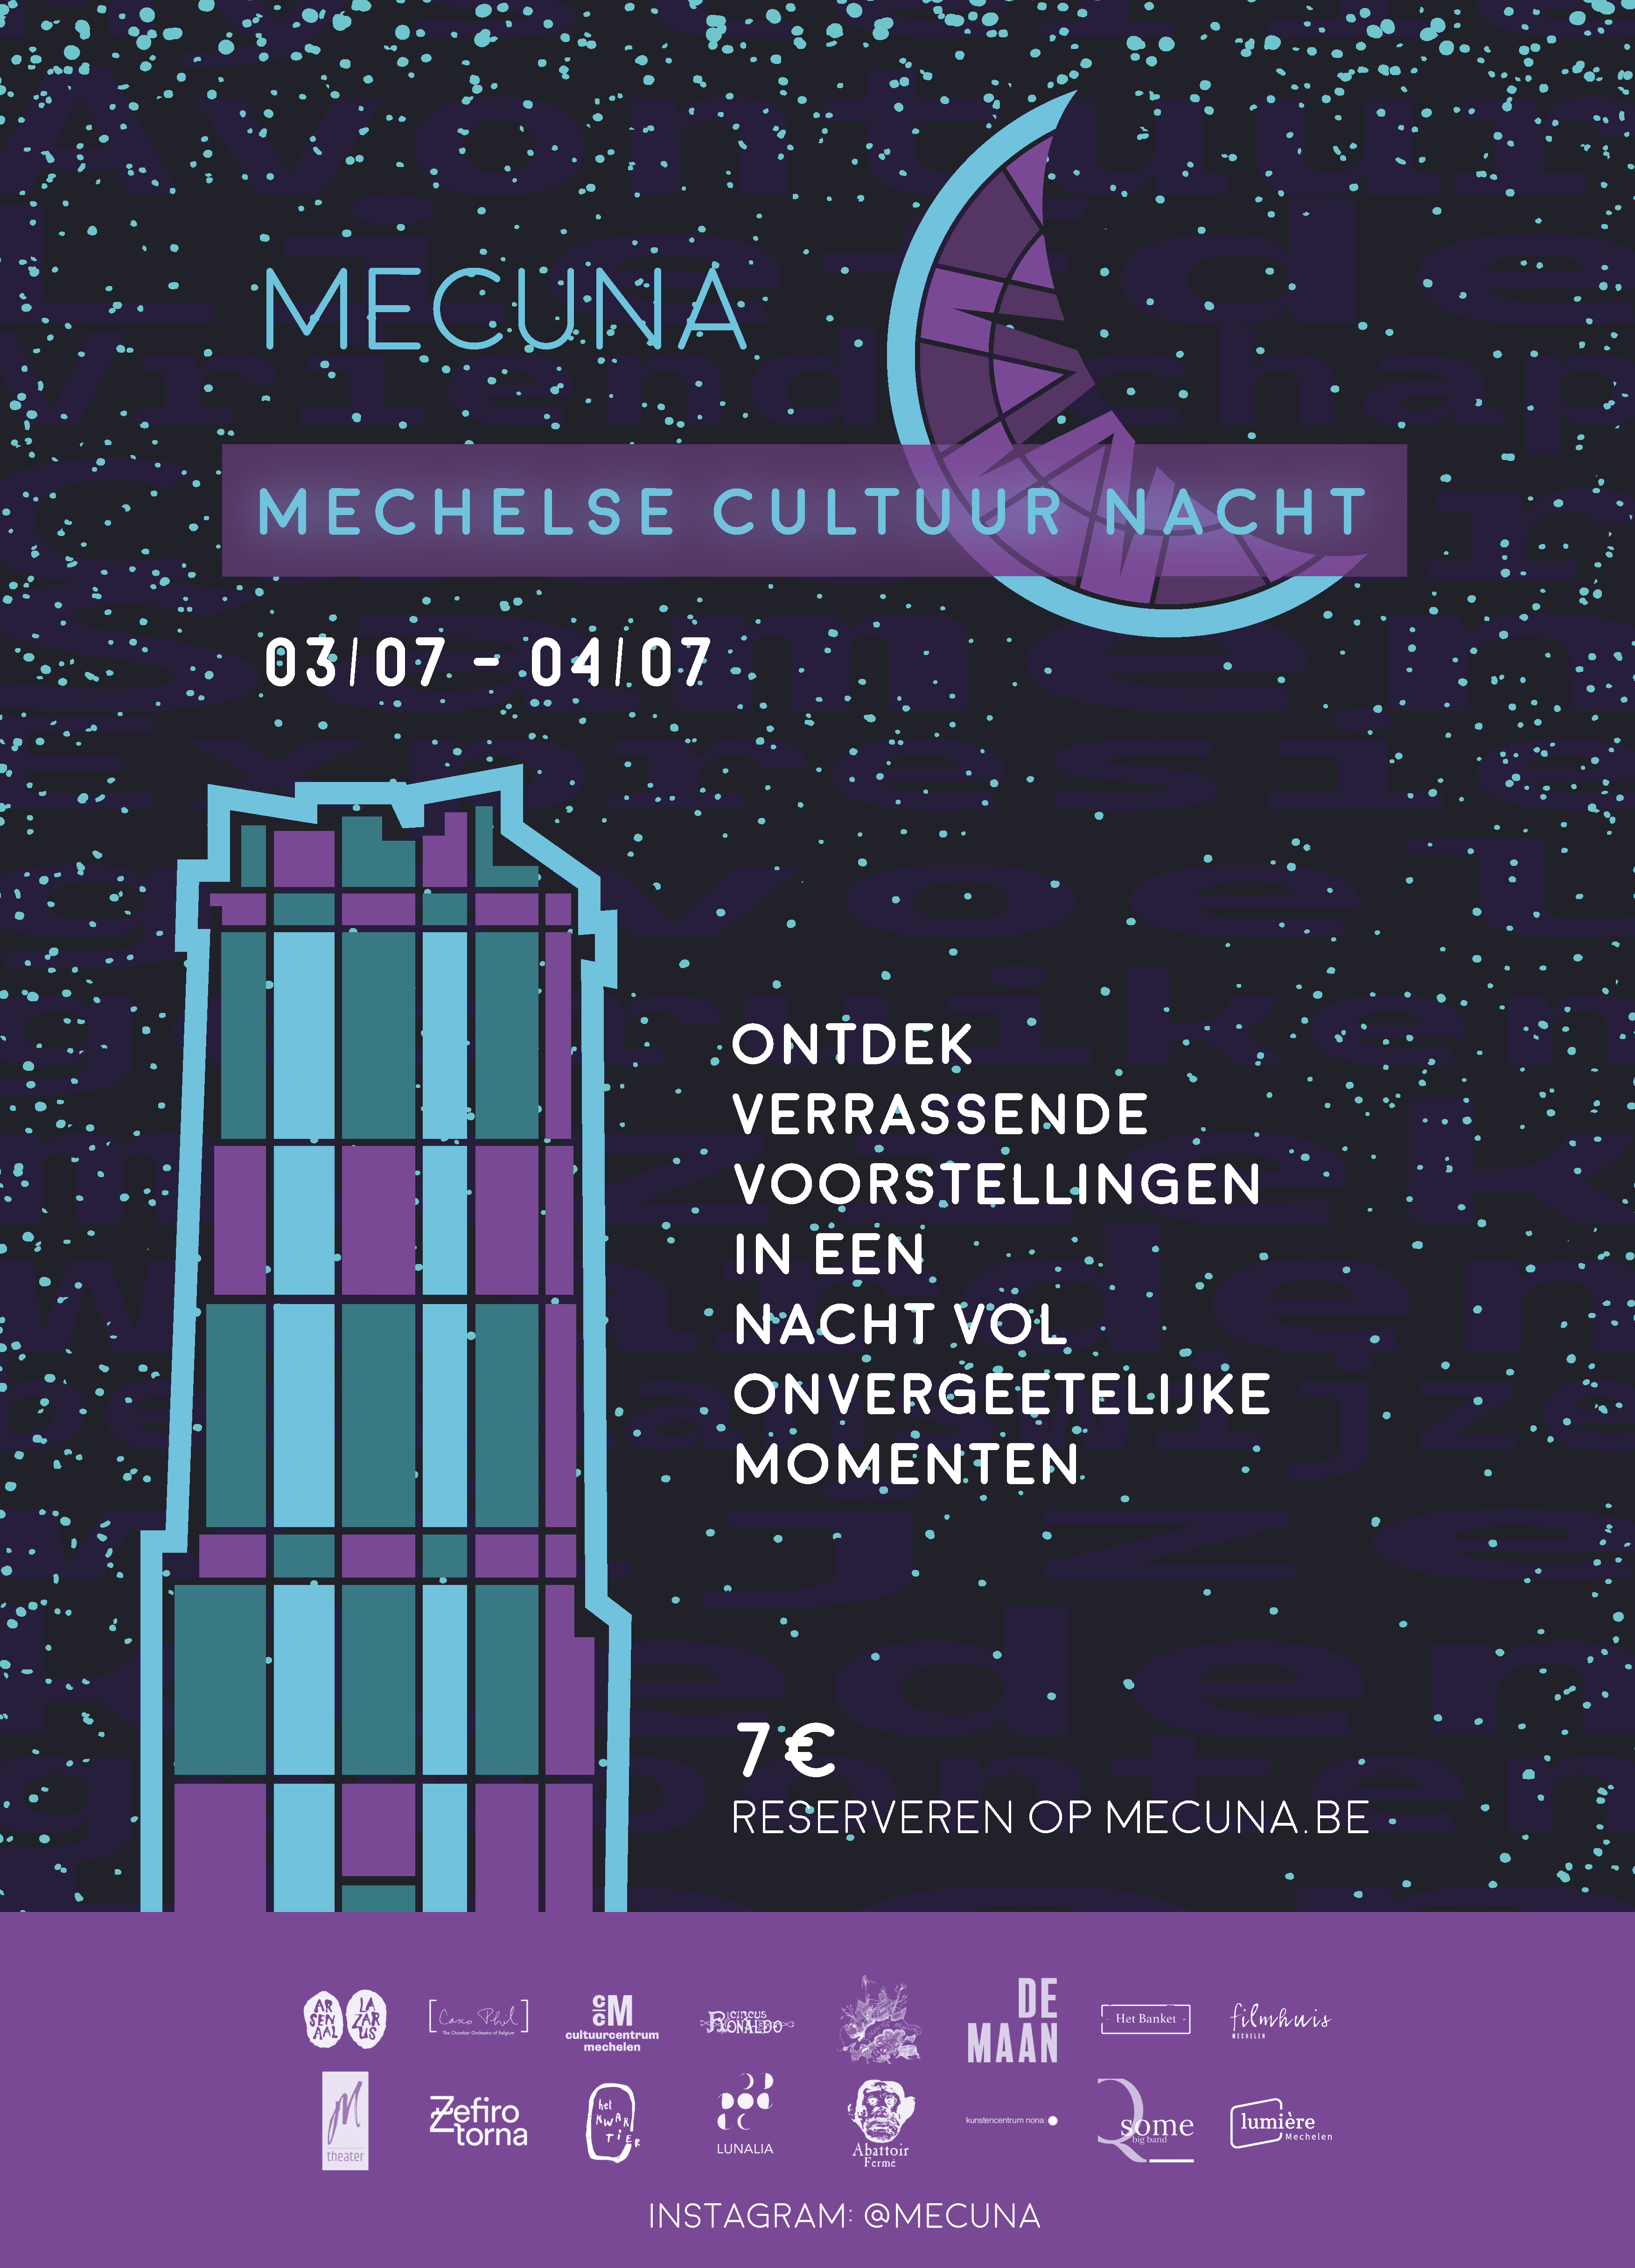 MECUNA
MECHELSE CULTUUR NACHT
03/07 - 04/07
ONTDEK
VERRASSENDE
VOORSTELLINGEN
IN EEN
NACHT VOL
ONVERGEETELIJKE
MOMENTEN
7€
RESERVEREN OP MECUNA.BE
ARSENAAL LAZARUS
Casco Phil
The Chamber Orchestra of Belgium
CCM
cultuurcentrum
mechelen
CIRCUS
RONALDO
DE
MAAN
- Het Banket -
filmhuis
MECHELEN
M
theater
Zefiro
torna
het
KWAR
TIER
LUNALIA
Abattoir
Fermé
kunstencentrum nona
Qsome
big band
lumière
Mechelen
INSTAGRAM: @MECUNA